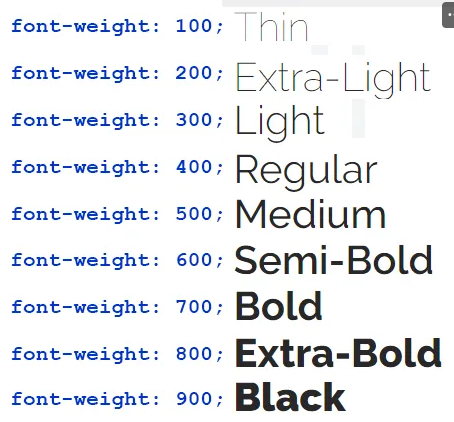 font-weight: 100; Thin
font-weight: 200; Extra-Light
font-weight: 300; Light
font-weight: 400; Regular
font-weight: 500; Medium
font-weight: 600; Semi-Bold
font-weight: 700; Bold
font-weight: 800; Extra-Bold
font-weight: 900; Black